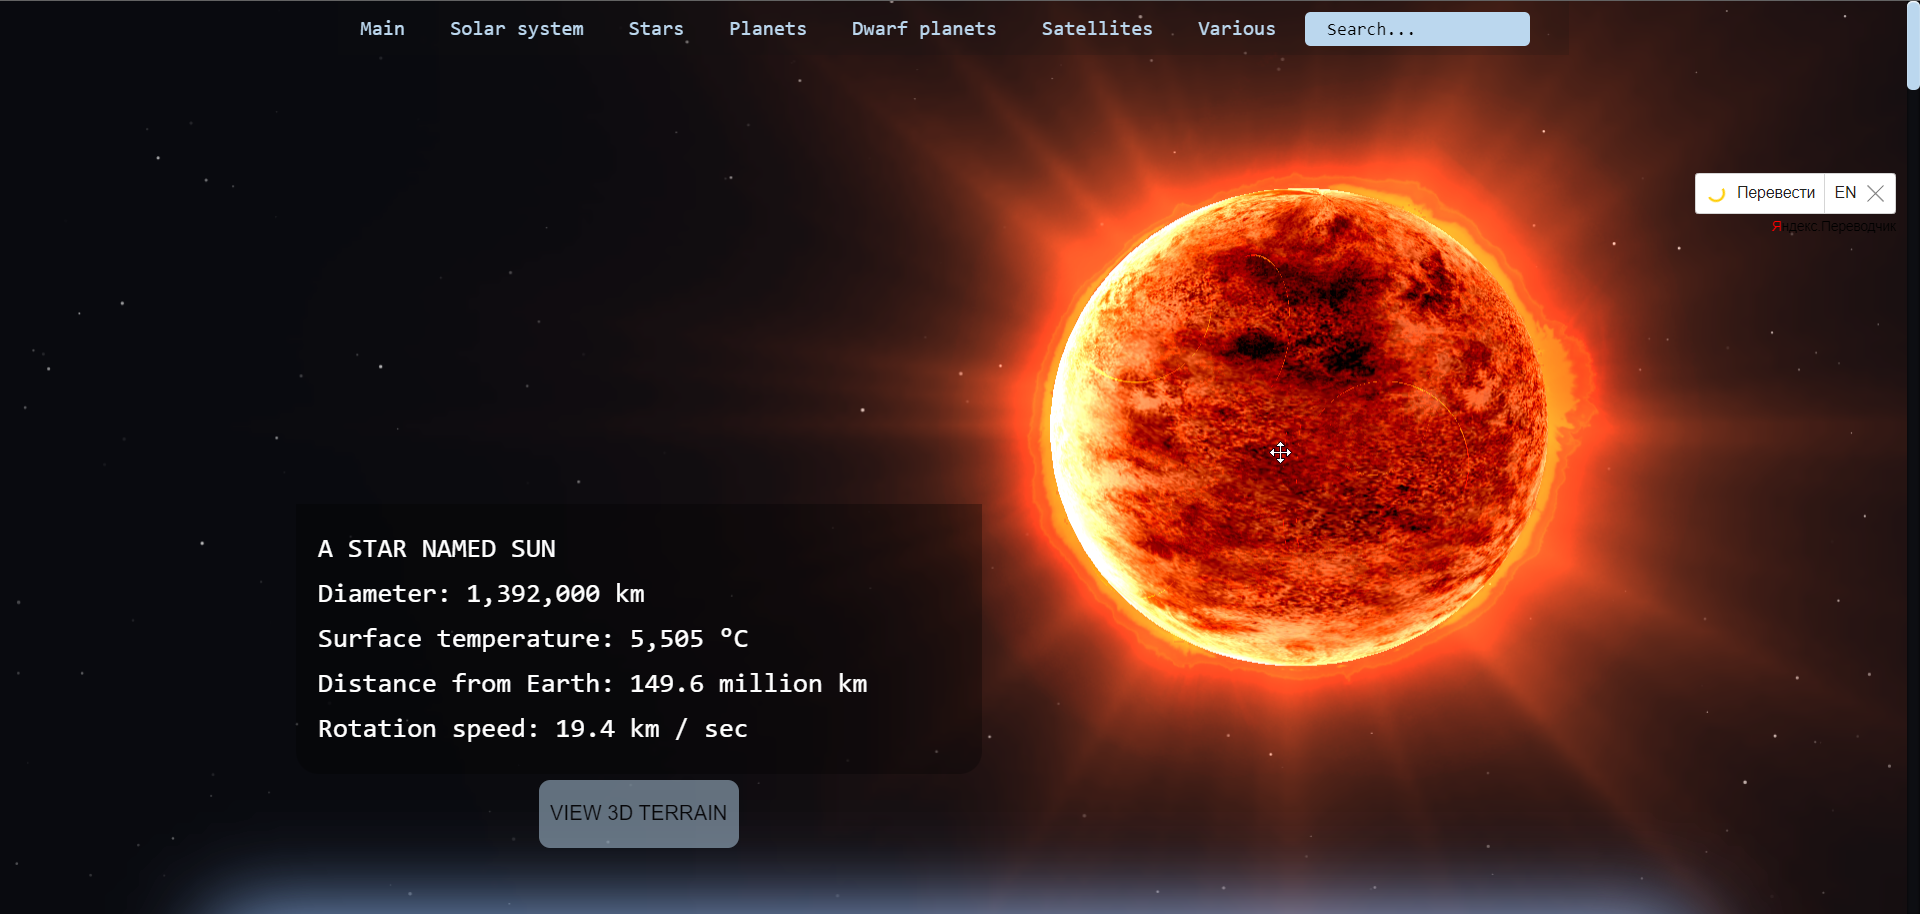 Main Solar system Stars Planets Dwarf planets Satellites Various Search...
Перевести EN
Яндекс.Переводчик
A STAR NAMED SUN
Diameter: 1,392,000 km
Surface temperature: 5,505 °C
Distance from Earth: 149.6 million km
Rotation speed: 19.4 km / sec
VIEW 3D TERRAIN